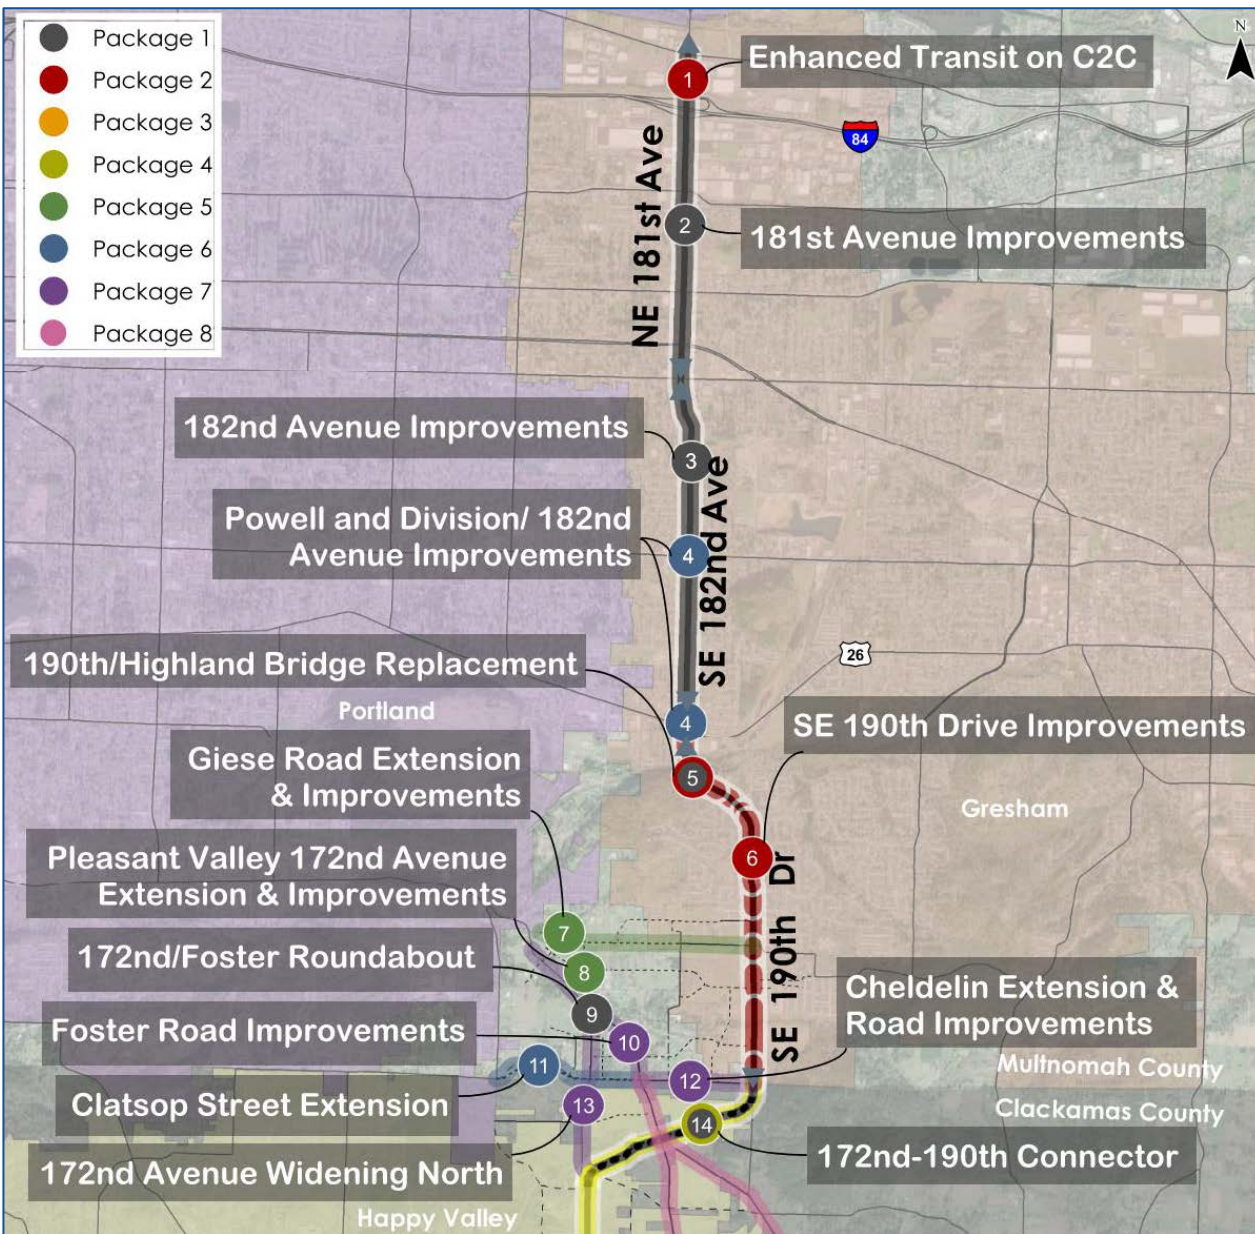 Package 1
Package 2
Package 3
Package 4
Package 5
Package 6
Package 7
Package 8
N
1
Enhanced Transit on C2C
84
NE 181st Ave
2
181st Avenue Improvements
182nd Avenue Improvements
3
SE 182nd Ave
Powell and Division/ 182nd
Avenue Improvements
4
190th/Highland Bridge Replacement
26
Portland
4
SE 190th Drive Improvements
Giese Road Extension
& Improvements
5
Gresham
Pleasant Valley 172nd Avenue
Extension & Improvements
6
SE 190th Dr
7
172nd/Foster Roundabout
8
Cheldelin Extension &
Road Improvements
9
Foster Road Improvements
10
11
12
Multnomah County
Clatsop Street Extension
13
Clackamas County
14
172nd Avenue Widening North
172nd-190th Connector
Happy Valley